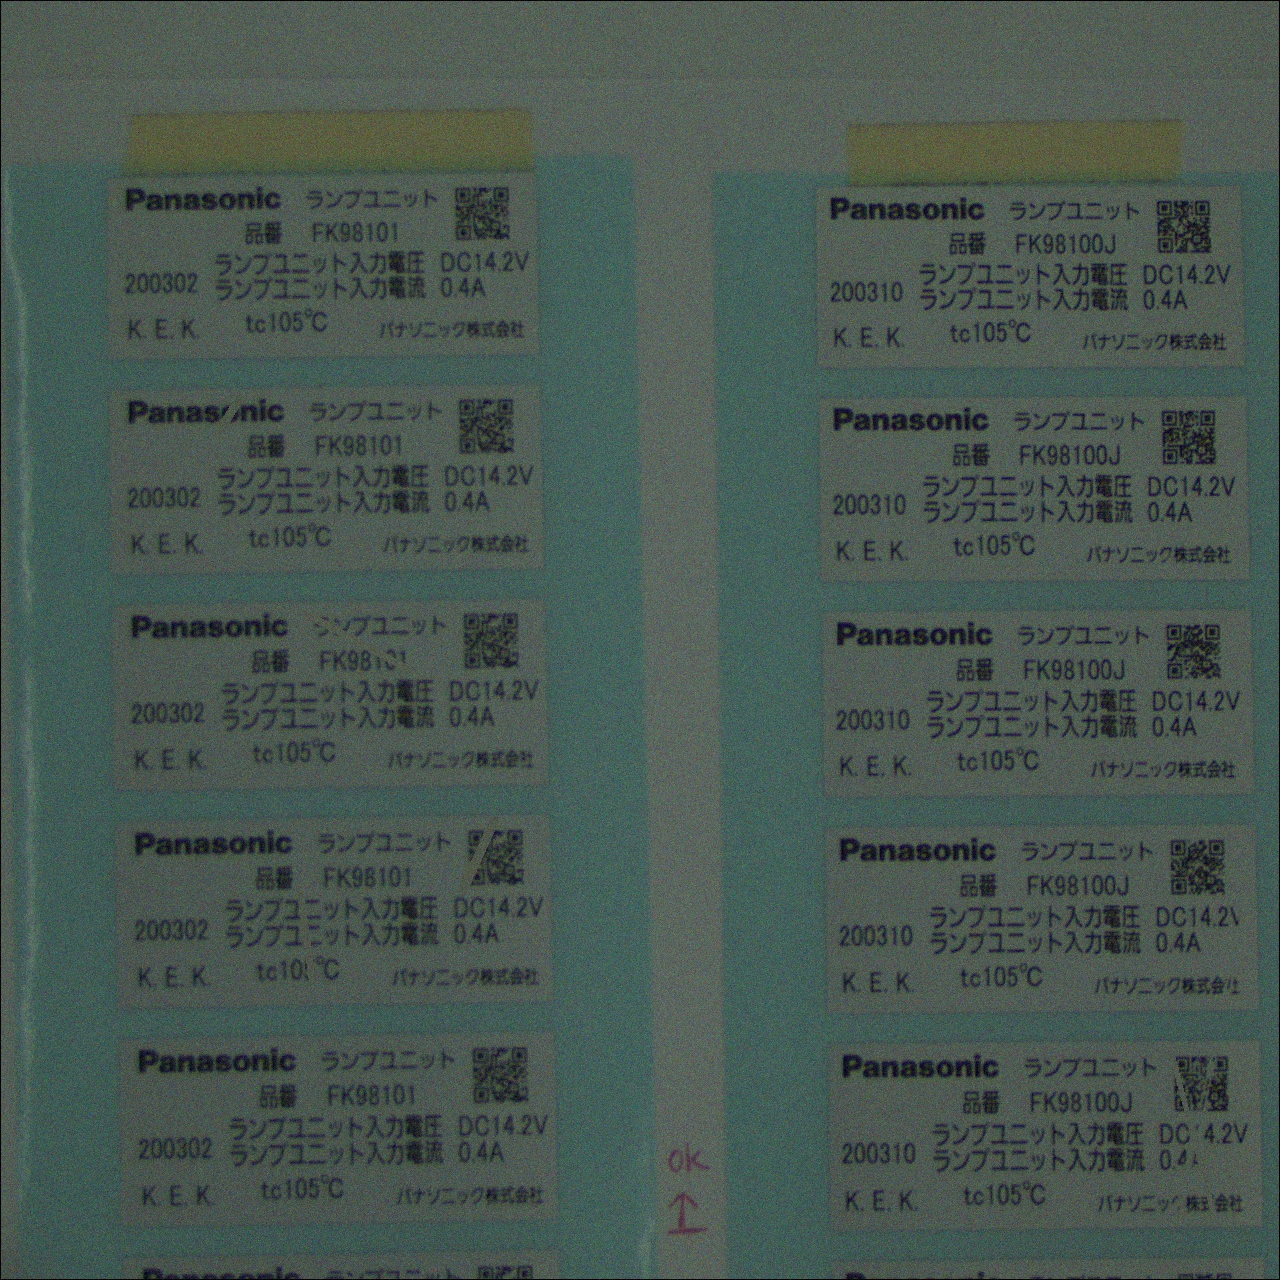 Panasonic ランプユニット
品番 FK98101
ランプユニット入力電圧 DC14.2V
200302 ランプユニット入力電流 0.4A
K. E. K. tc105℃ パナソニック株式会社
Panas nic ランプユニット
品番 FK98101
ランプユニット入力電圧 DC14.2V
200302 ランプユニット入力電流 0.4A
K. E. K. tc105℃ パナソニック株式会社
Panasonic ンプユニット
品番 FK98101
ランプユニット入力電圧 DC14.2V
200302 ランプユニット入力電流 0.4A
K. E. K. tc105℃ パナソニック株式会社
Panasonic ランプユニット
品番 FK98101
ランプユニット入力電圧 DC14.2V
200302 ランプユニット入力電流 0.4A
K. E. K. tc10 ℃ パナソニック株式会社
Panasonic ランプユニット
品番 FK98101
ランプユニット入力電圧 DC14.2V
200302 ランプユニット入力電流 0.4A
K. E. K. tc105℃ パナソニック株式会社
Panasonic ランプユニット
Panasonic ランプユニット
品番 FK98100J
ランプユニット入力電圧 DC14.2V
200310 ランプユニット入力電流 0.4A
K. E. K. tc105℃ パナソニック株式会社
Panasonic ランプユニット
品番 FK98100J
ランプユニット入力電圧 DC14.2V
200310 ランプユニット入力電流 0.4A
K. E. K. tc105℃ パナソニック株式会社
Panasonic ランプユニット
品番 FK98100J
ランプユニット入力電圧 DC14.2V
200310 ランプユニット入力電流 0.4A
K. E. K. tc105℃ パナソニック株式会社
Panasonic ランプユニット
品番 FK98100J
ランプユニット入力電圧 DC14.2V
200310 ランプユニット入力電流 0.4A
K. E. K. tc105℃ パナソニック株式会社
Panasonic ランプユニット
品番 FK98100J
ランプユニット入力電圧 DC 4.2V
200310 ランプユニット入力電流
K. E. K. tc105℃ パナソニック株式会社
Panasonic ランプユニット
OK
↑